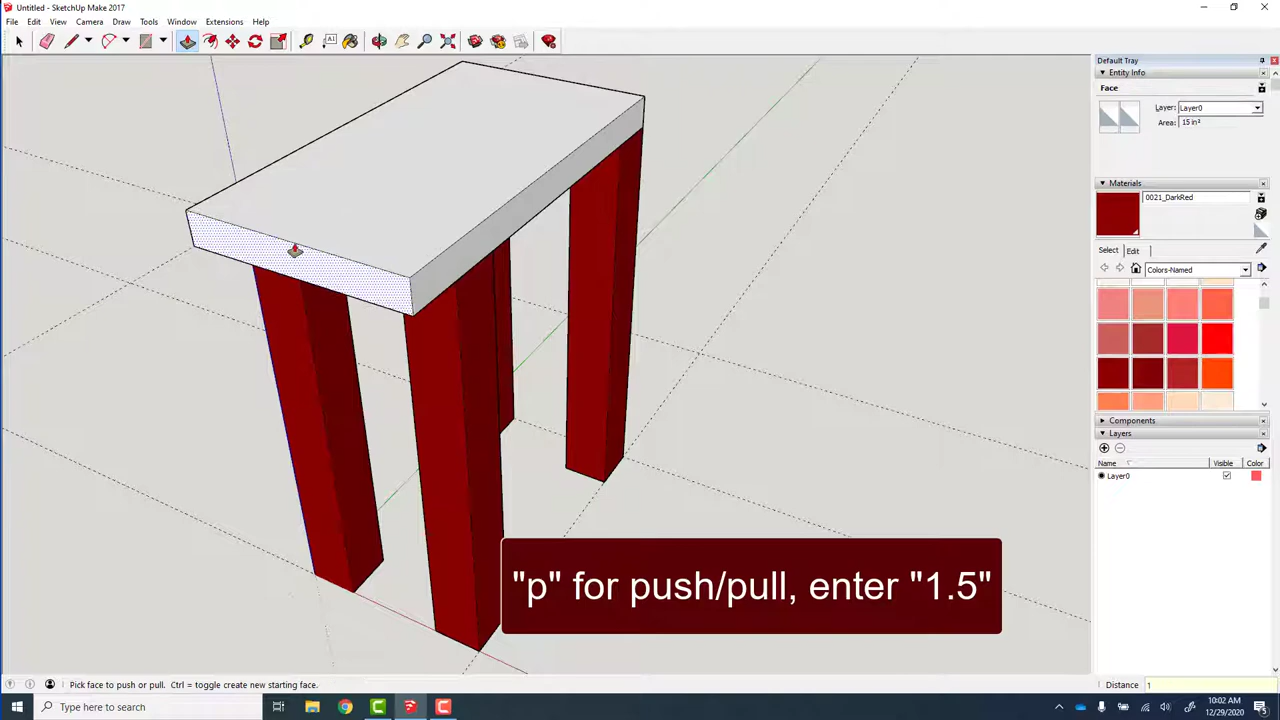 Untitled - SketchUp Make 2017
File Edit View Camera Draw Tools Window Extensions Help
Default Tray
Entity Info
Face
Layer: Layer0
Area: 15 in²
Materials
0021_DarkRed
Select Edit
Colors-Named
Components
Layers
Name Visible Color
Layer0
"p" for push/pull, enter "1.5"
Pick face to push or pull. Ctrl = toggle create new starting face.
Distance 1
Type here to search
10:02 AM
12/29/2020
5